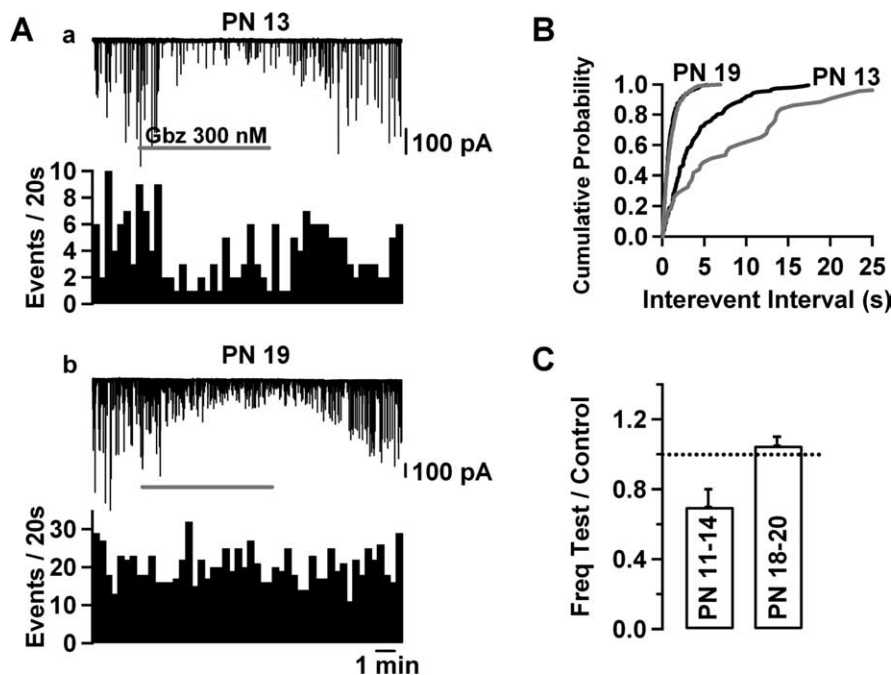 A
a
PN 13
Gbz 300 nM
100 pA
Events / 20s
10
8
6
4
2
0
b
PN 19
100 pA
Events / 20s
30
20
10
0
1 min
B
Cumulative Probability
1.0
0.8
0.6
0.4
0.2
0.0
PN 19
PN 13
0 5 10 15 20 25
Interevent Interval (s)
C
Freq Test / Control
1.2
0.8
0.4
0.0
PN 11-14
PN 18-20